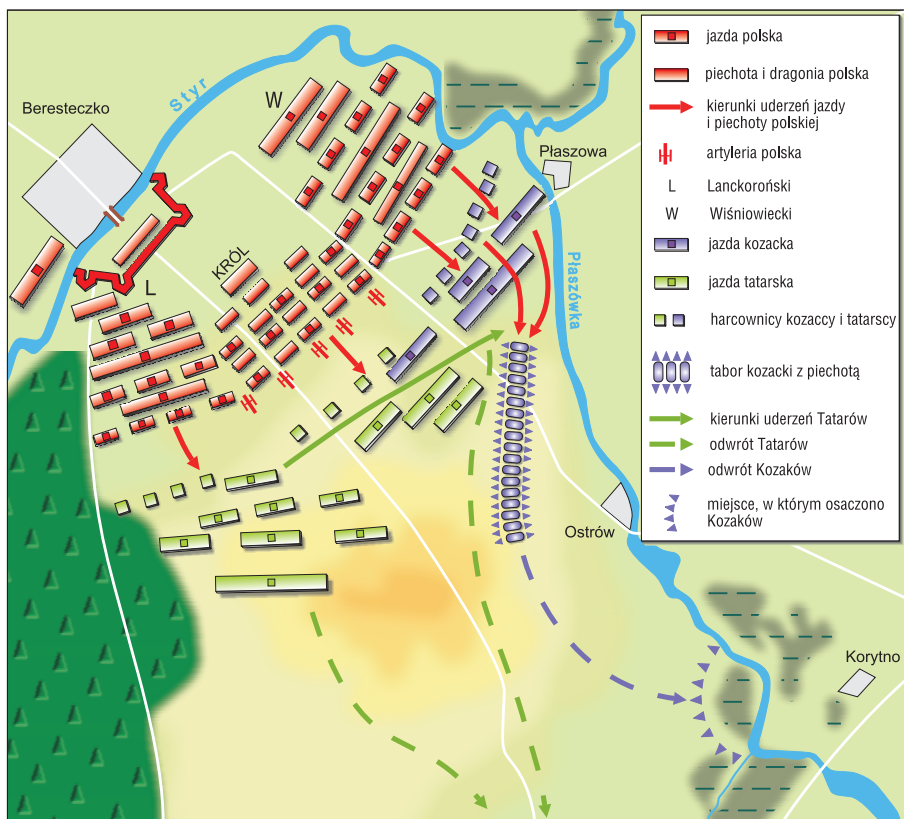 Beresteczko
Styr
W
Płaszowa
KRÓL
L
Płaszówka
Ostrów
Korytno
jazda polska
piechota i dragonia polska
kierunki uderzeń jazdy
i piechoty polskiej
artyleria polska
L Lanckoroński
W Wiśniowiecki
jazda kozacka
jazda tatarska
harcownicy kozaccy i tatarscy
tabor kozacki z piechotą
kierunki uderzeń Tatarów
odwrót Tatarów
odwrót Kozaków
miejsce, w którym osaczono
Kozaków